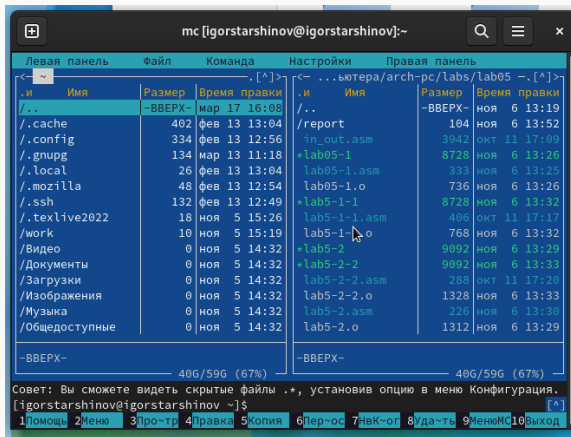 mc [igorstarshinov@igorstarshinov]:~
Левая панель Файл Команда Настройки Правая панель
<— ~ .[^]> <— ...ьютера/arch-pc/labs/lab05 —.[^]>
.и Имя Размер Время правки .и Имя Размер Время правки
/.. -ВВЕРХ- мар 17 16:08 /.. -ВВЕРХ- ноя 6 13:19
/.cache 402 фев 13 13:04 /report 104 ноя 6 13:52
/.config 334 фев 13 12:56 in_out.asm 3942 окт 11 17:09
/.gnupg 134 мар 13 11:18 *lab05-1 8728 ноя 6 13:26
/.local 26 фев 13 13:04 lab05-1.asm 333 ноя 6 13:25
/.mozilla 48 фев 13 12:54 lab05-1.o 736 ноя 6 13:26
/.ssh 132 фев 13 12:49 *lab5-1-1 8728 ноя 6 13:32
/.texlive2022 18 ноя 5 15:26 lab5-1-1.asm 406 окт 11 17:17
/work 10 ноя 5 15:19 lab5-1-1.o 768 ноя 6 13:32
/Видео 0 ноя 5 14:32 *lab5-2 9092 ноя 6 13:29
/Документы 0 ноя 5 14:32 *lab5-2-2 9092 ноя 6 13:33
/Загрузки 0 ноя 5 14:32 lab5-2-2.asm 288 окт 11 17:20
/Изображения 0 ноя 5 14:32 lab5-2-2.o 1328 ноя 6 13:33
/Музыка 0 ноя 5 14:32 lab5-2.asm 226 ноя 6 13:30
/Общедоступные 0 ноя 5 14:32 lab5-2.o 1312 ноя 6 13:29
-ВВЕРХ- -ВВЕРХ-
40G/59G (67%) 40G/59G (67%)
Совет: Вы сможете видеть скрытые файлы .*, установив опцию в меню Конфигурация.
[igorstarshinov@igorstarshinov ~]$ [^]
1Помощь 2Меню 3Про~тр 4Правка 5Копия 6Пер~ос 7НвК~ог 8Уда~ть 9МенюMC 10Выход